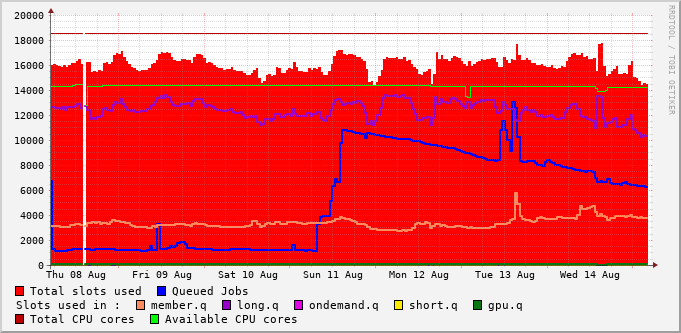 20000
18000
16000
14000
12000
10000
8000
6000
4000
2000
0
Thu 08 Aug Fri 09 Aug Sat 10 Aug Sun 11 Aug Mon 12 Aug Tue 13 Aug Wed 14 Aug
Total slots used Queued Jobs
Slots used in : member.q long.q ondemand.q short.q gpu.q
Total CPU cores Available CPU cores
RRDTOOL / TOBI OETIKER